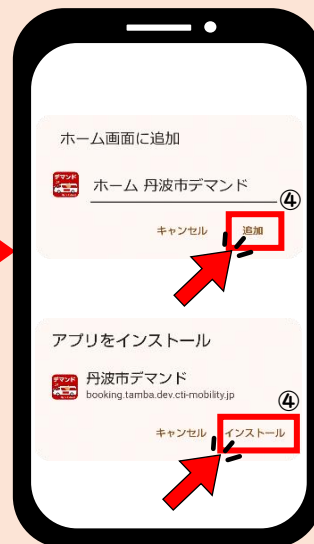 ホーム画面に追加
デマンド
ホーム 丹波市デマンド
④
キャンセル 追加
アプリをインストール
デマンド
丹波市デマンド
booking.tamba.dev.cti-mobility.jp
④
キャンセル インストール